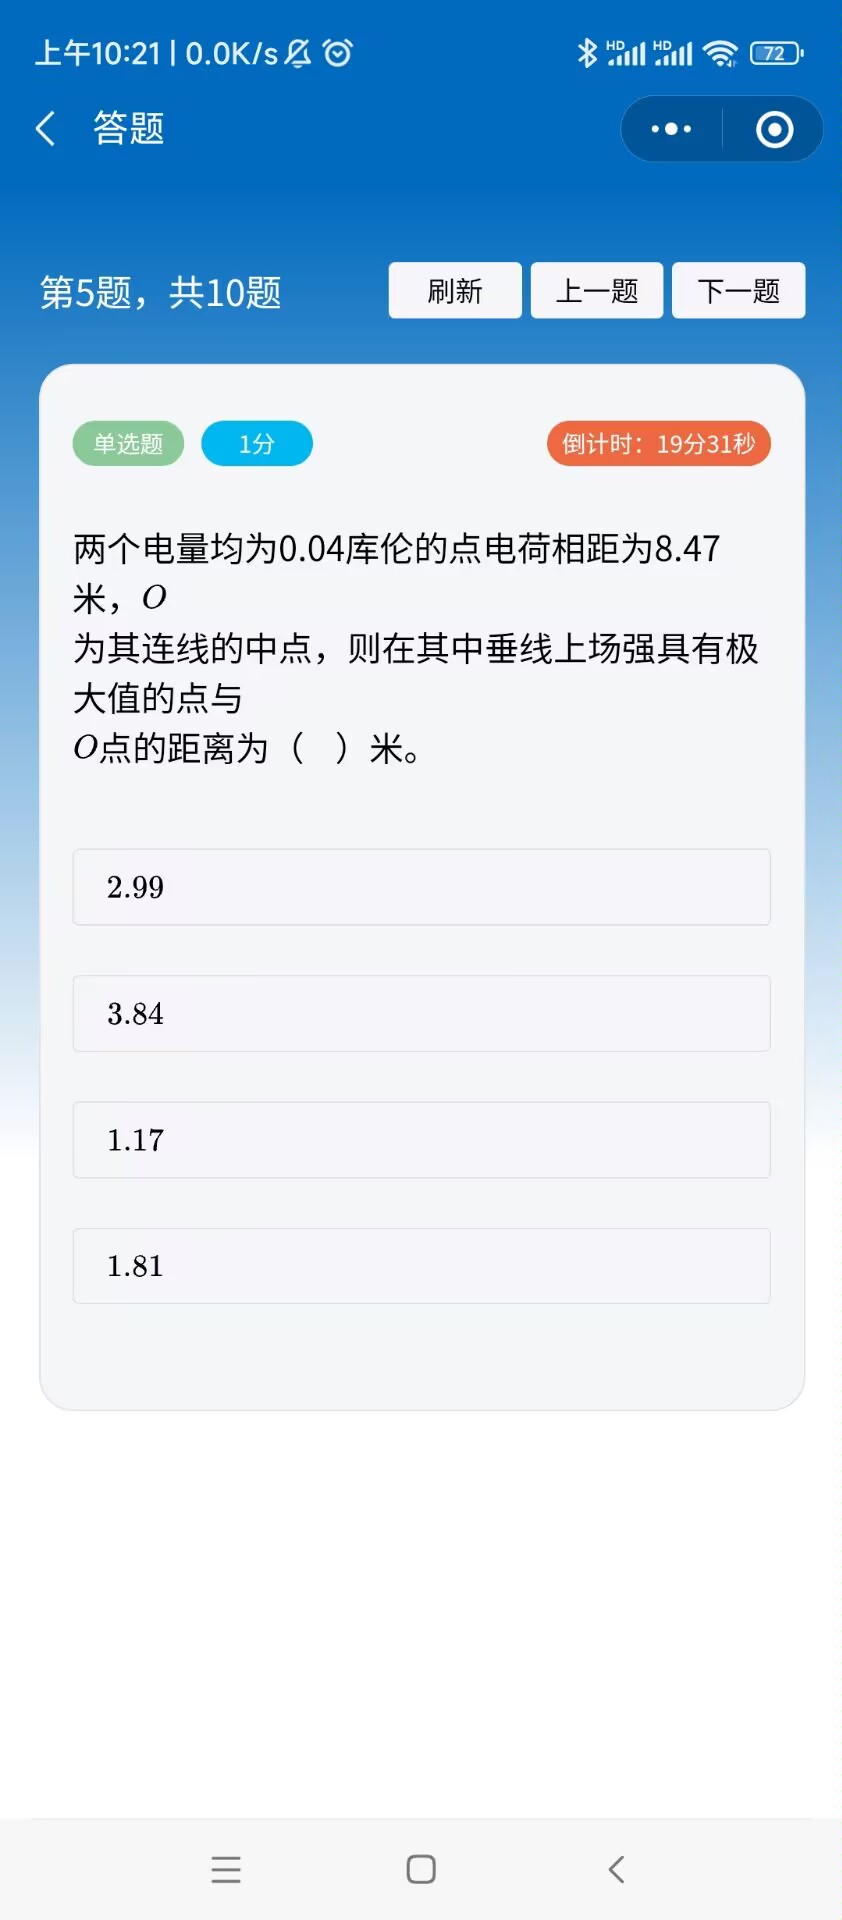 上午10:21 | 0.0K/s HD HD 72
答题
第5题，共10题 刷新 上一题 下一题
单选题 1分 倒计时：19分31秒
两个电量均为0.04库伦的点电荷相距为8.47
米，O
为其连线的中点，则在其中垂线上场强具有极
大值的点与
O点的距离为（ ）米。
2.99
3.84
1.17
1.81